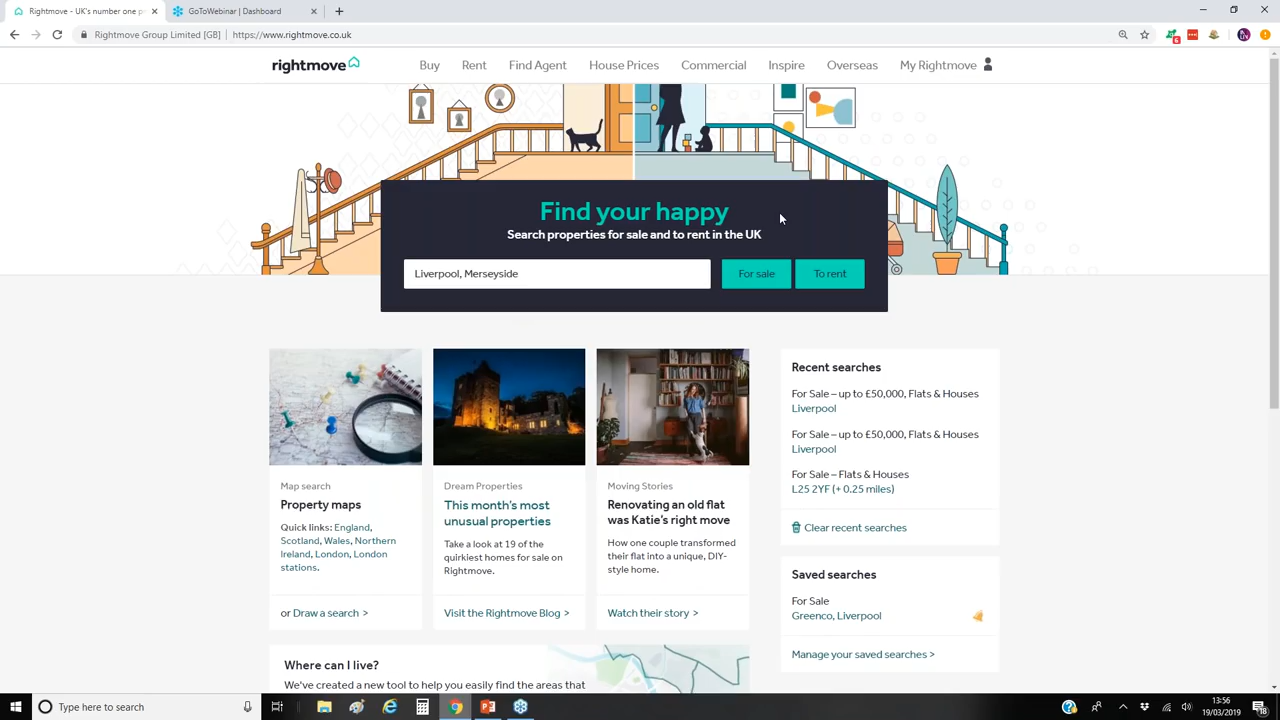 Rightmove - UK's number one p
GoToWebinar | Dashboard
Rightmove Group Limited [GB] | https://www.rightmove.co.uk
6
rightmove
Buy
Rent
Find Agent
House Prices
Commercial
Inspire
Overseas
My Rightmove
Find your happy
Search properties for sale and to rent in the UK
Liverpool, Merseyside
For sale
To rent
Map search
Property maps
Quick links: England,
Scotland, Wales, Northern
Ireland, London, London
stations.
or Draw a search >
Dream Properties
This month's most
unusual properties
Take a look at 19 of the
quirkiest homes for sale on
Rightmove.
Visit the Rightmove Blog >
Moving Stories
Renovating an old flat
was Katie's right move
How one couple transformed
their flat into a unique, DIY-
style home.
Watch their story >
Recent searches
For Sale – up to £50,000, Flats & Houses
Liverpool
For Sale – up to £50,000, Flats & Houses
Liverpool
For Sale – Flats & Houses
L25 2YF (+ 0.25 miles)
Clear recent searches
Saved searches
For Sale
Greenco, Liverpool
Manage your saved searches >
Where can I live?
We've created a new tool to help you easily find the areas that
Type here to search
13:56
19/03/2019
18